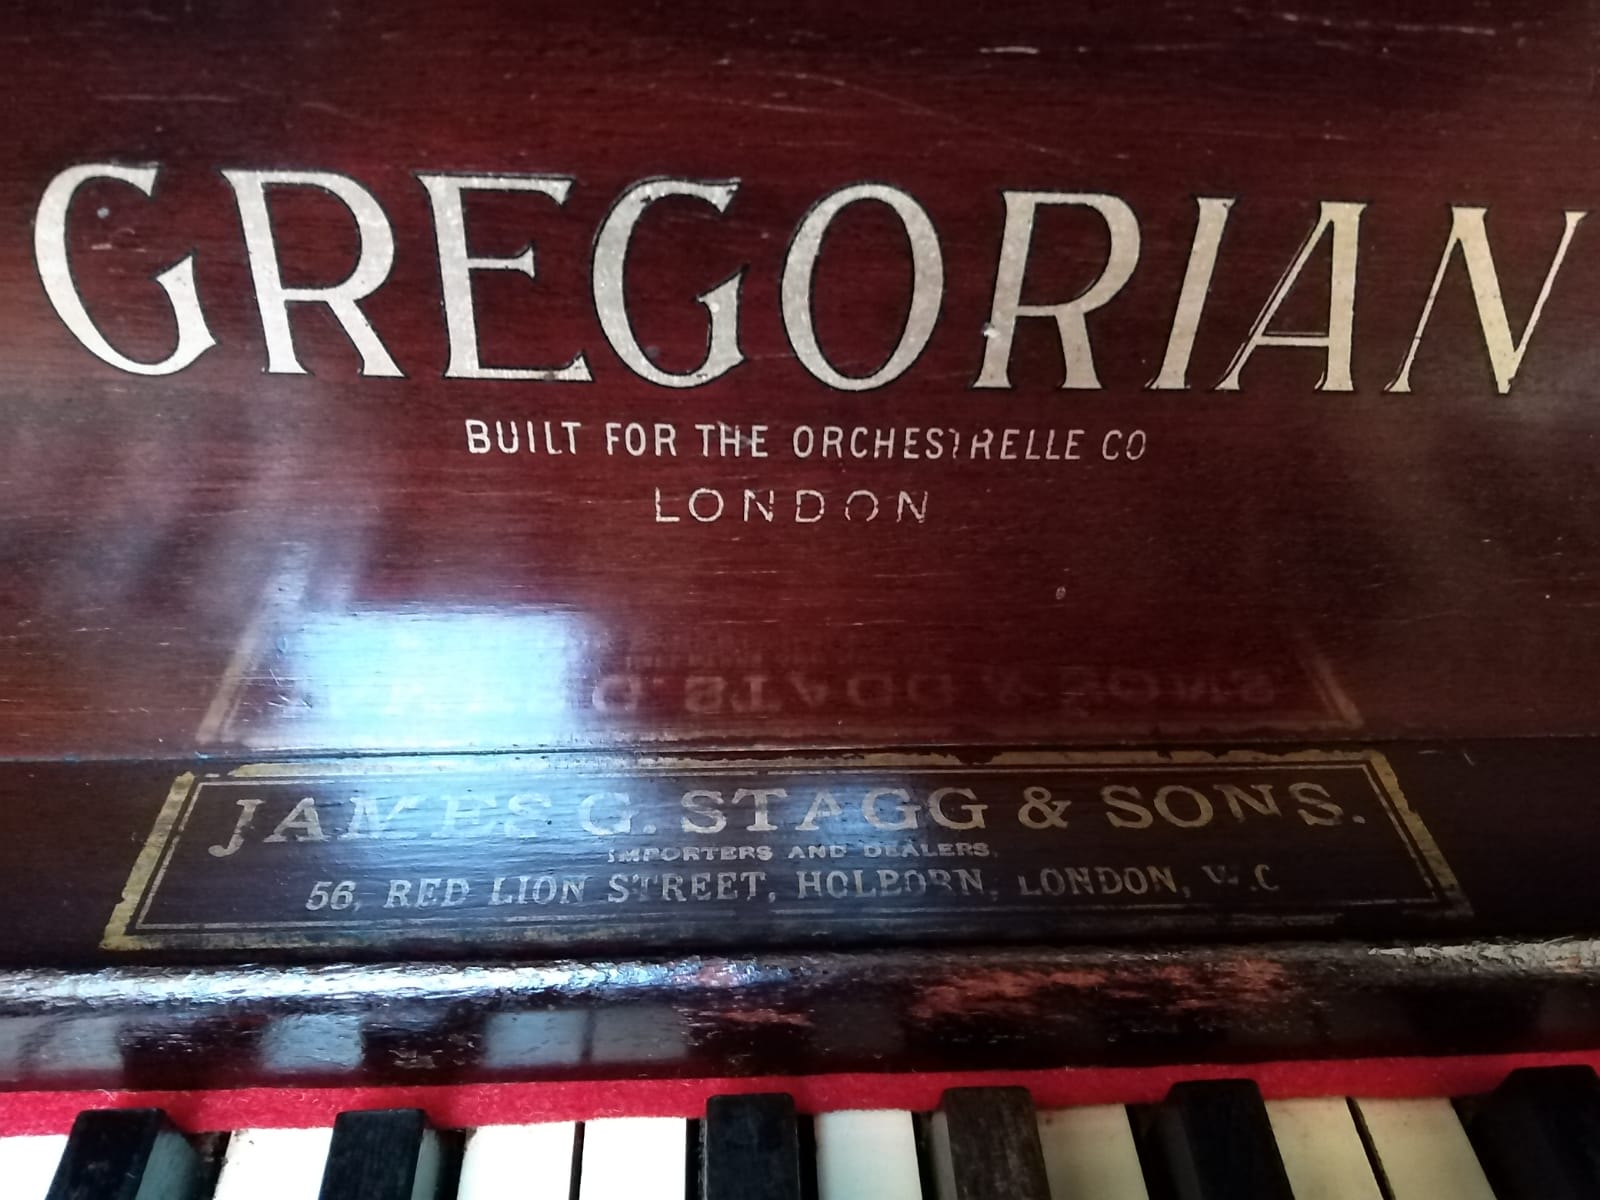 GREGORIAN
BUILT FOR THE ORCHESTRELLE CO
LONDON
JAMES G. STAGG & SONS.
IMPORTERS AND DEALERS,
56, RED LION STREET, HOLBORN, LONDON, W.C